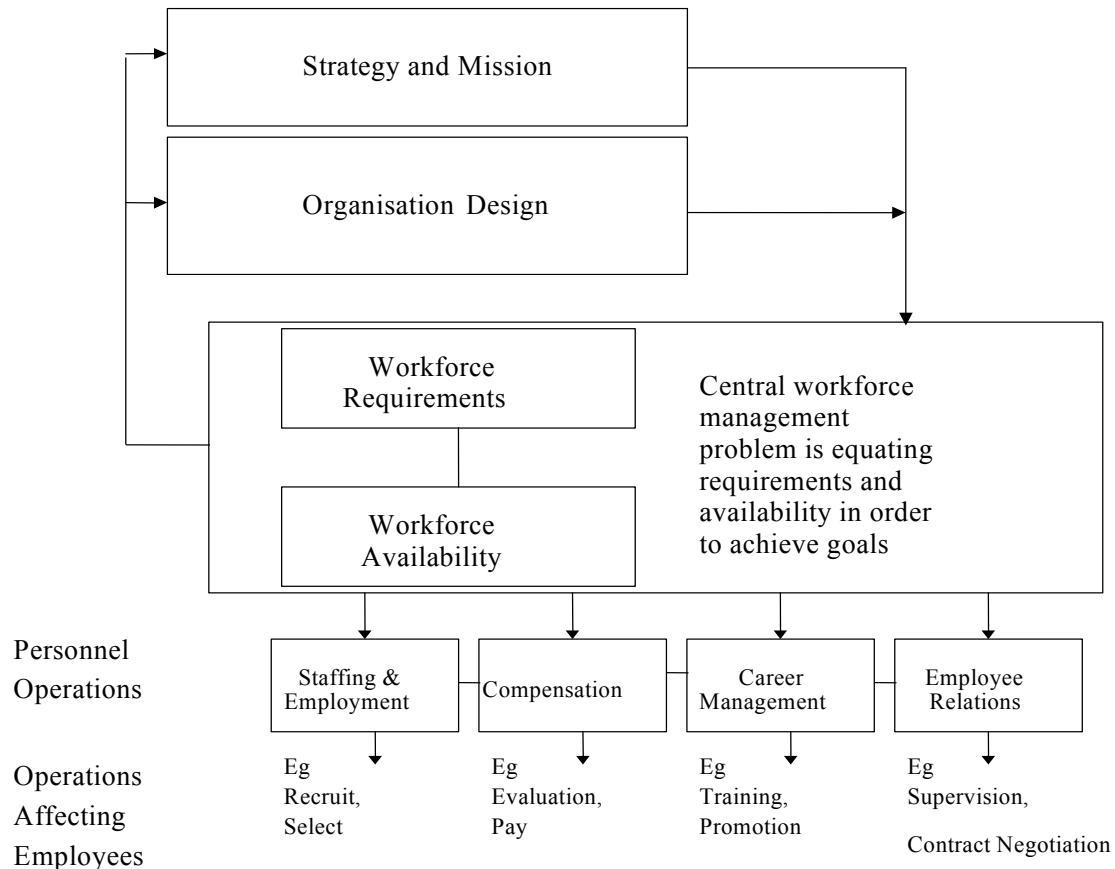 Strategy and Mission
Organisation Design
Workforce
Requirements
Workforce
Availability
Central workforce
management
problem is equating
requirements and
availability in order
to achieve goals
Personnel
Operations
Staffing &
Employment
Compensation
Career
Management
Employee
Relations
Operations
Affecting
Employees
Eg
Recruit,
Select
Eg
Evaluation,
Pay
Eg
Training,
Promotion
Eg
Supervision,
Contract Negotiation